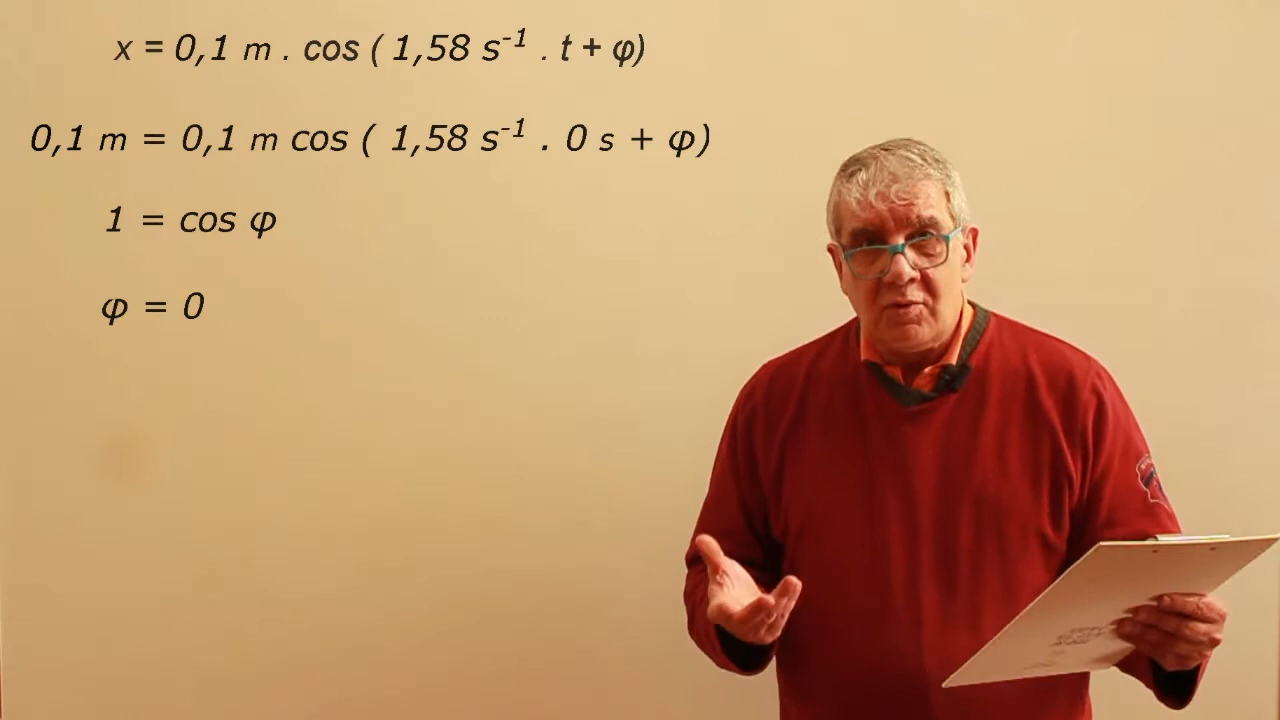 x = 0,1 m . cos ( 1,58 s⁻¹ . t + φ)
0,1 m = 0,1 m cos ( 1,58 s⁻¹ . 0 s + φ)
1 = cos φ
φ = 0